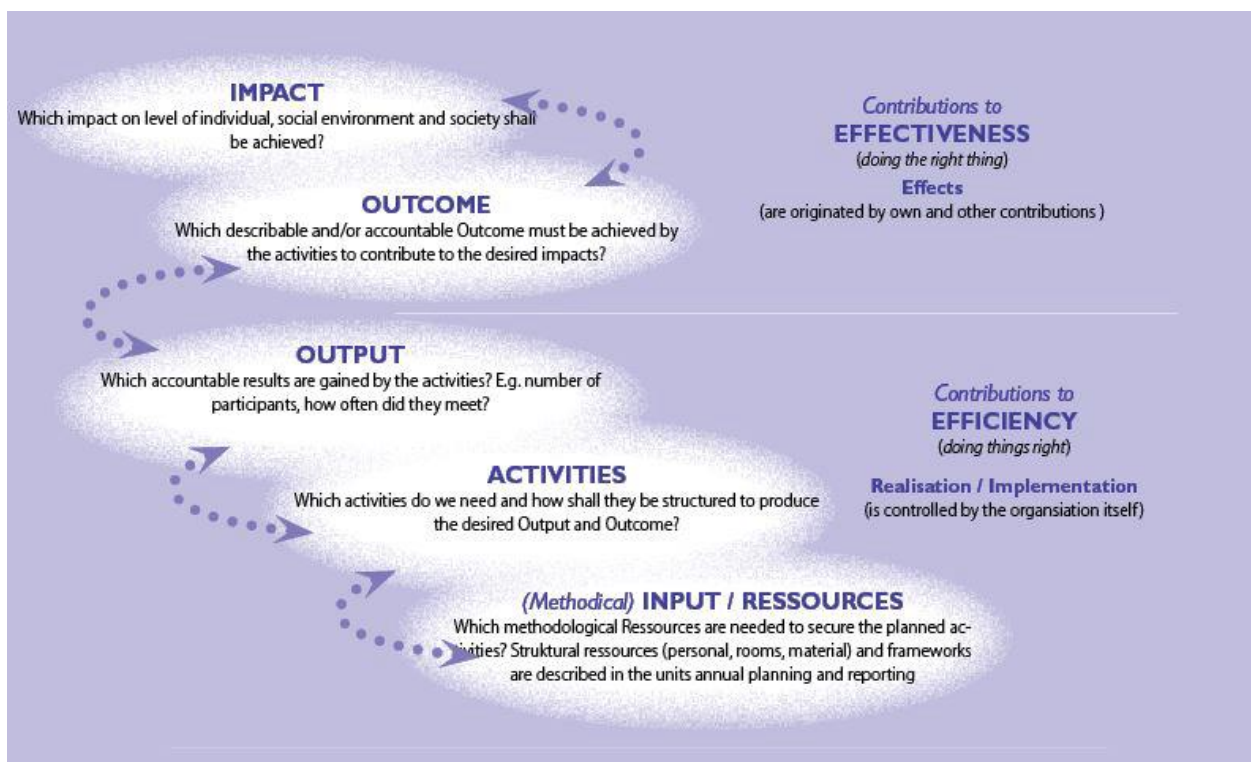 IMPACT
Which impact on level of individual, social environment and society shall
be achieved?
OUTCOME
Which describable and/or accountable Outcome must be achieved by
the activities to contribute to the desired impacts?
Contributions to
EFFECTIVENESS
(doing the right thing)
Effects
(are originated by own and other contributions )
OUTPUT
Which accountable results are gained by the activities? E.g. number of
participants, how often did they meet?
ACTIVITIES
Which activities do we need and how shall they be structured to produce
the desired Output and Outcome?
(Methodical) INPUT / RESSOURCES
Which methodological Ressources are needed to secure the planned ac-
tivities? Struktural ressources (personal, rooms, material) and frameworks
are described in the units annual planning and reporting
Contributions to
EFFICIENCY
(doing things right)
Realisation / Implementation
(is controlled by the organsiation itself)